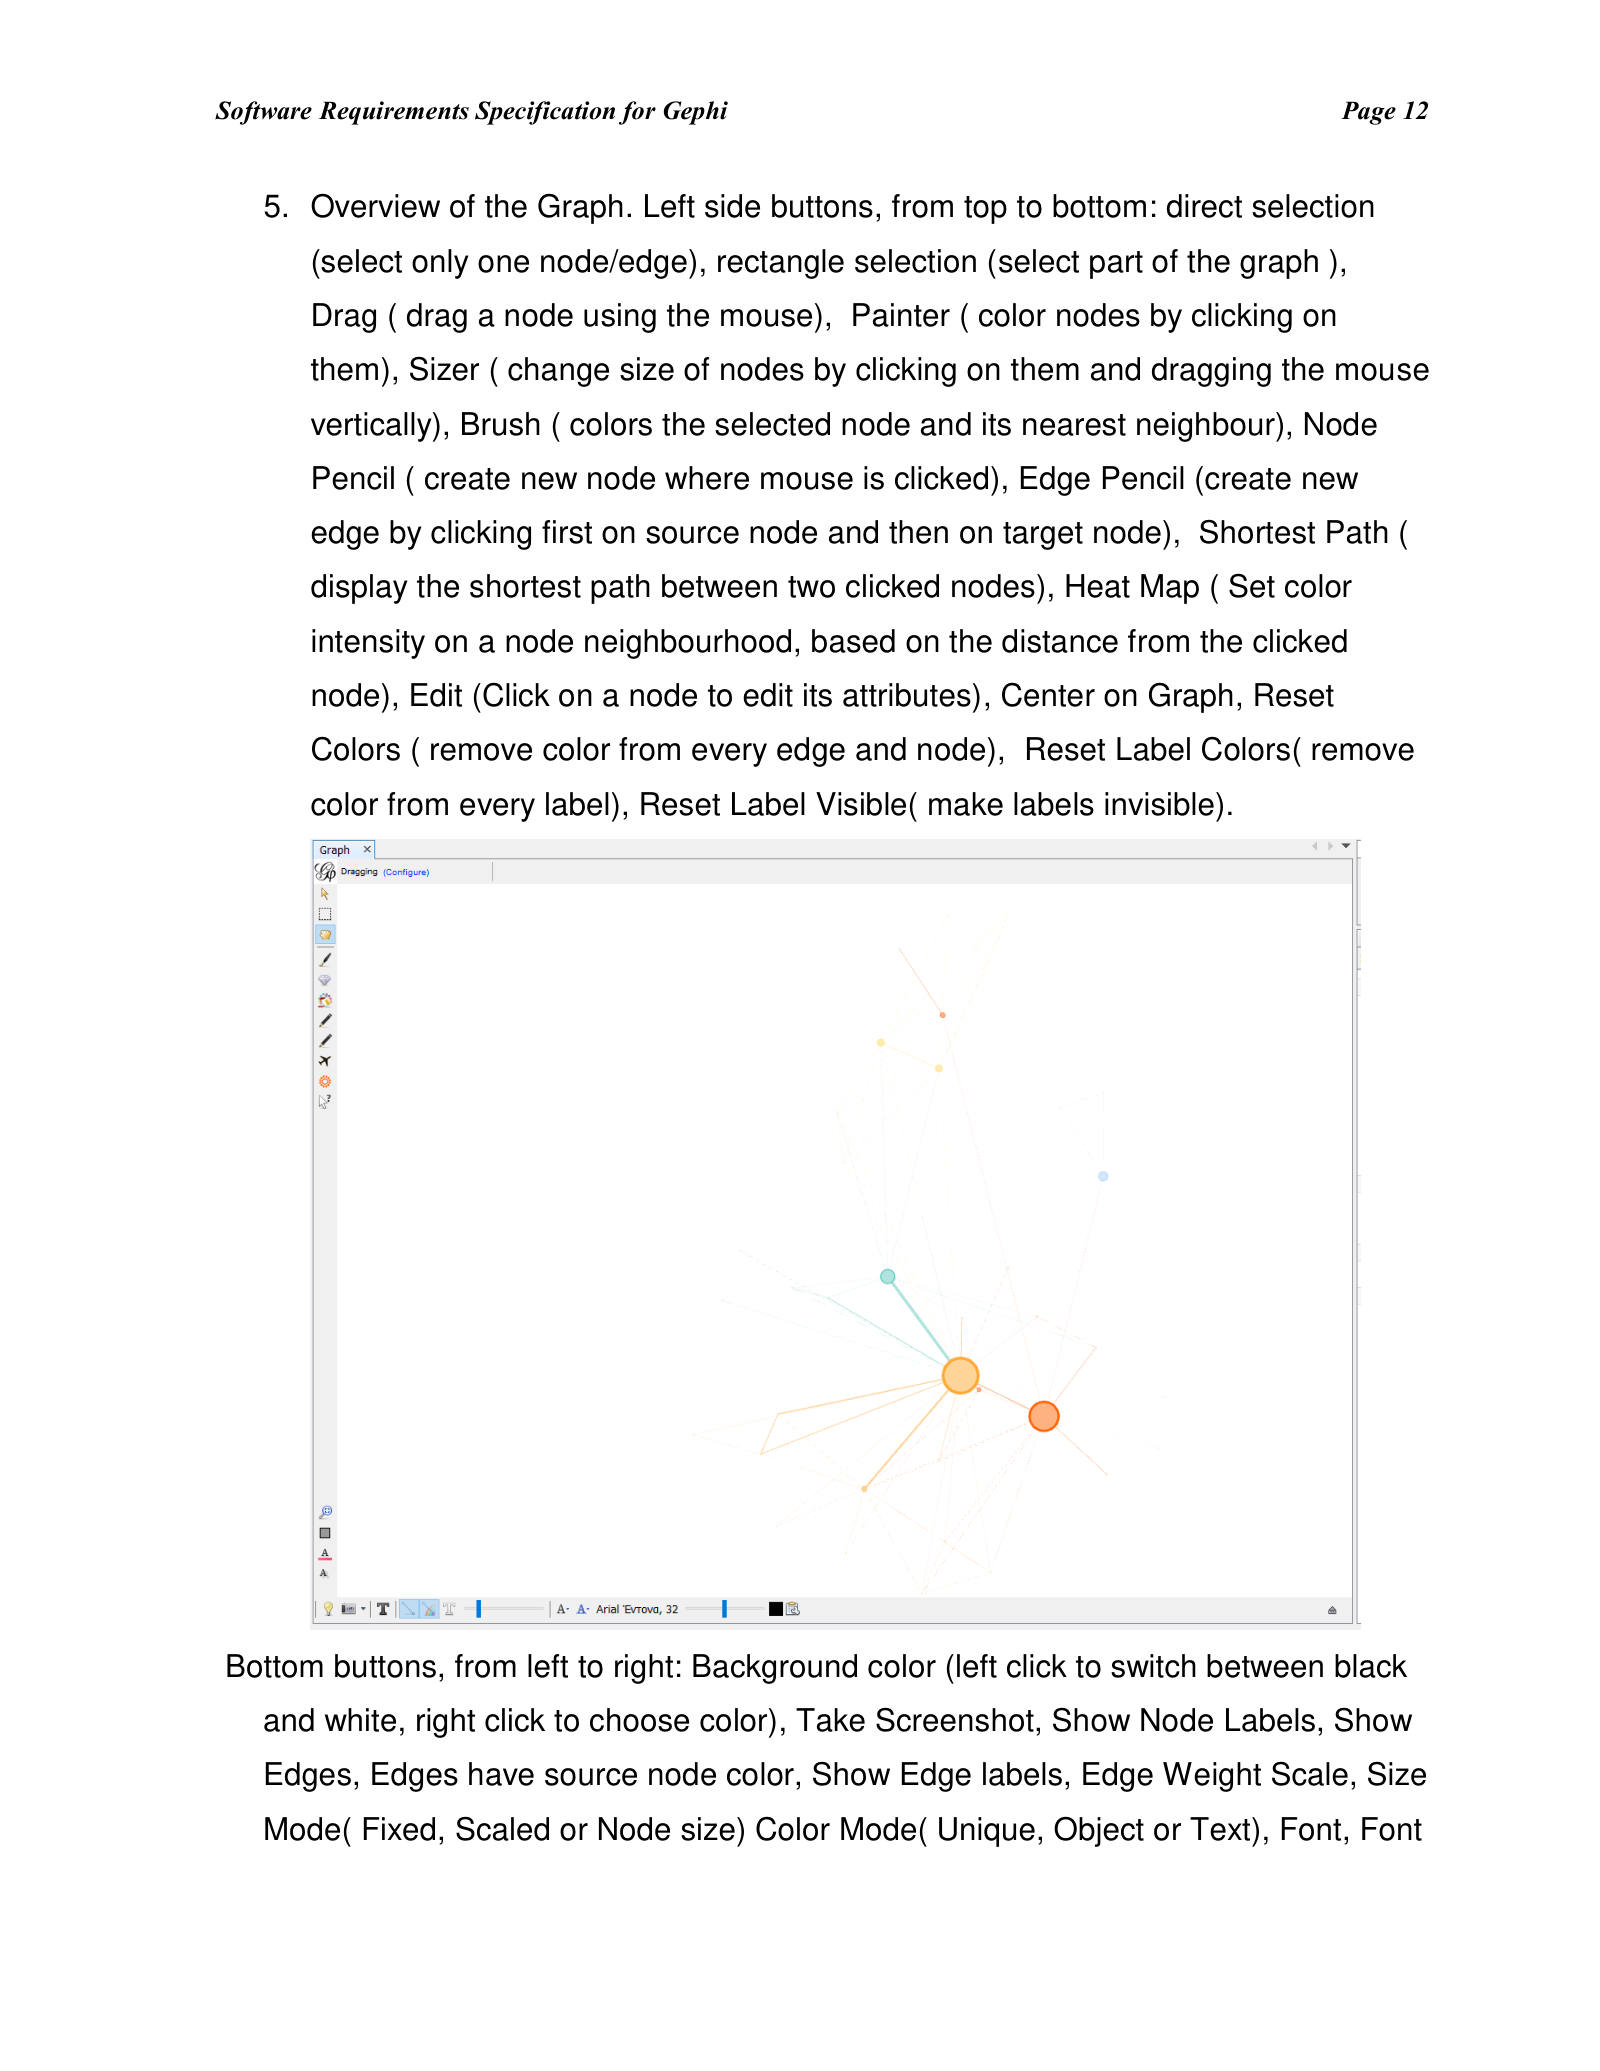 Software Requirements Specification for Gephi Page 12
5. Overview of the Graph. Left side buttons, from top to bottom: direct selection
(select only one node/edge), rectangle selection (select part of the graph ),
Drag ( drag a node using the mouse),  Painter ( color nodes by clicking on
them), Sizer ( change size of nodes by clicking on them and dragging the mouse
vertically), Brush ( colors the selected node and its nearest neighbour), Node
Pencil ( create new node where mouse is clicked), Edge Pencil (create new
edge by clicking first on source node and then on target node),  Shortest Path (
display the shortest path between two clicked nodes), Heat Map ( Set color
intensity on a node neighbourhood, based on the distance from the clicked
node), Edit (Click on a node to edit its attributes), Center on Graph, Reset
Colors ( remove color from every edge and node),  Reset Label Colors( remove
color from every label), Reset Label Visible( make labels invisible).
Graph
Dragging (Configure)
A
A
T T A- A- Arial Έντονα, 32
Bottom buttons, from left to right: Background color (left click to switch between black
and white, right click to choose color), Take Screenshot, Show Node Labels, Show
Edges, Edges have source node color, Show Edge labels, Edge Weight Scale, Size
Mode( Fixed, Scaled or Node size) Color Mode( Unique, Object or Text), Font, Font